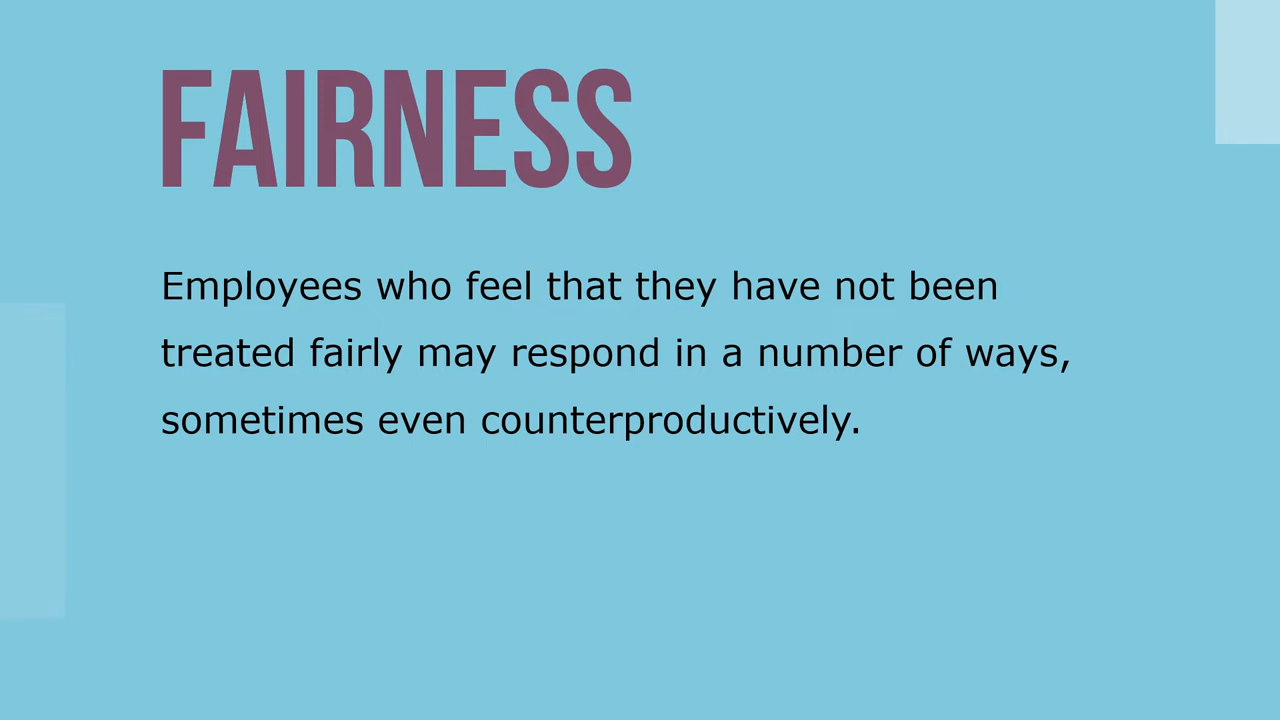 FAIRNESS
Employees who feel that they have not been
treated fairly may respond in a number of ways,
sometimes even counterproductively.